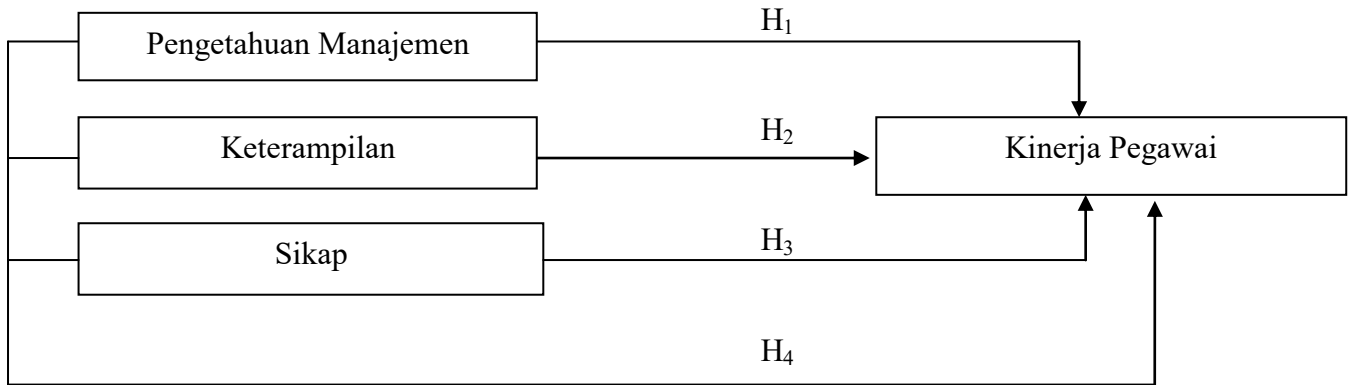 Pengetahuan Manajemen
H₁
Keterampilan
H₂
Kinerja Pegawai
Sikap
H₃
H₄